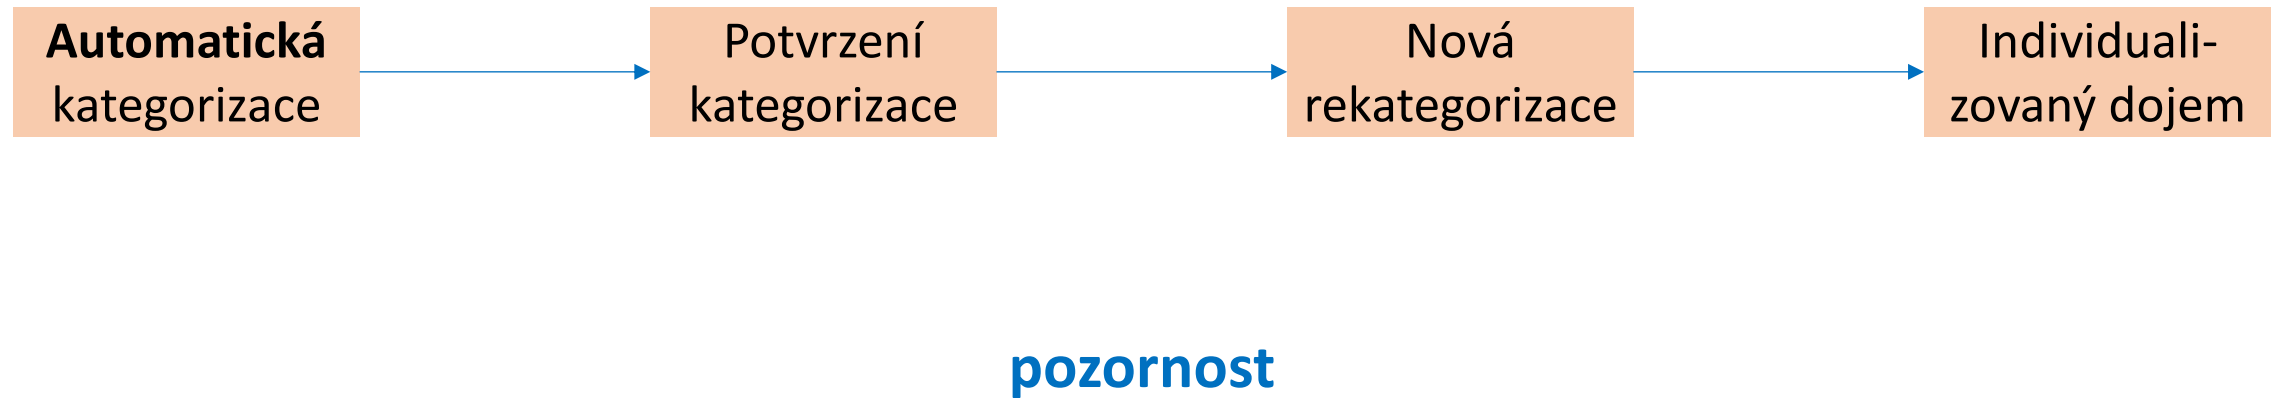 Automatická
kategorizace
Potvrzení
kategorizace
Nová
rekategorizace
Individuali-
zovaný dojem
pozornost